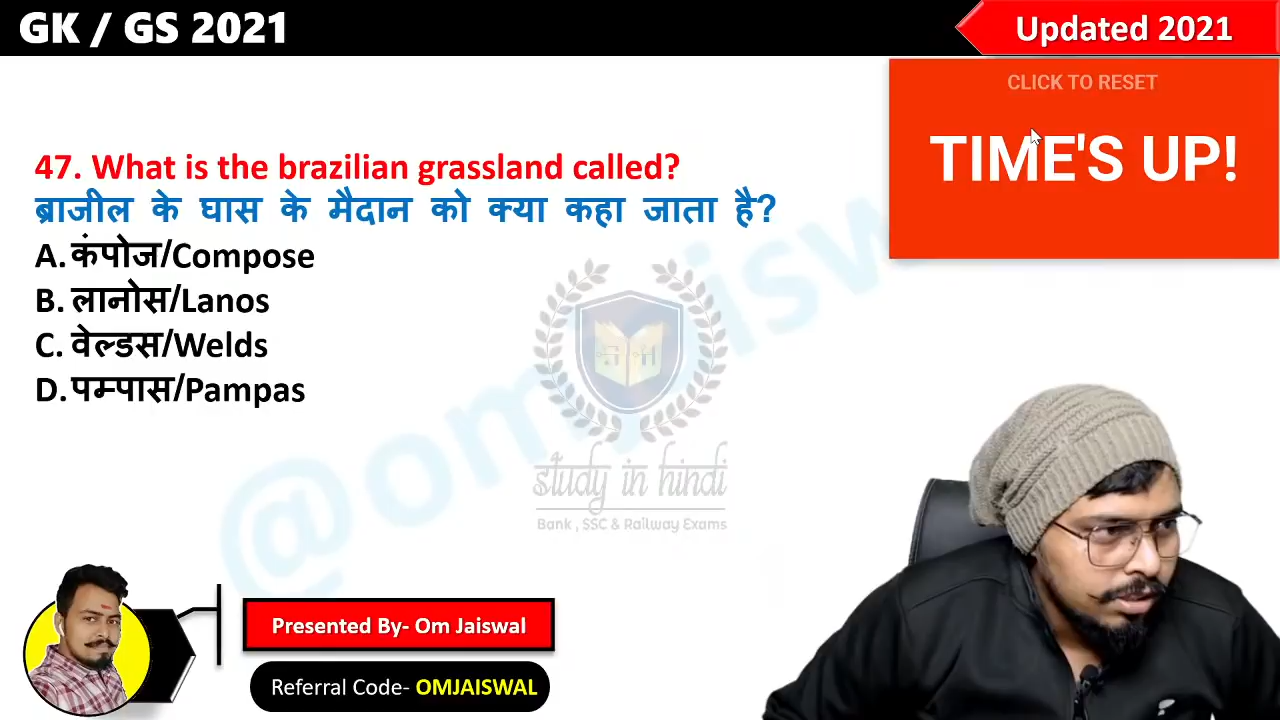 GK / GS 2021
Updated 2021
CLICK TO RESET
TIME'S UP!
47. What is the brazilian grassland called?
ब्राजील के घास के मैदान को क्या कहा जाता है?
A. कंपोज/Compose
B. लानोस/Lanos
C. वेल्डस/Welds
D. पम्पास/Pampas
@omjaiswal
study in hindi
Bank , SSC & Railway Exams
Presented By- Om Jaiswal
Referral Code- OMJAISWAL